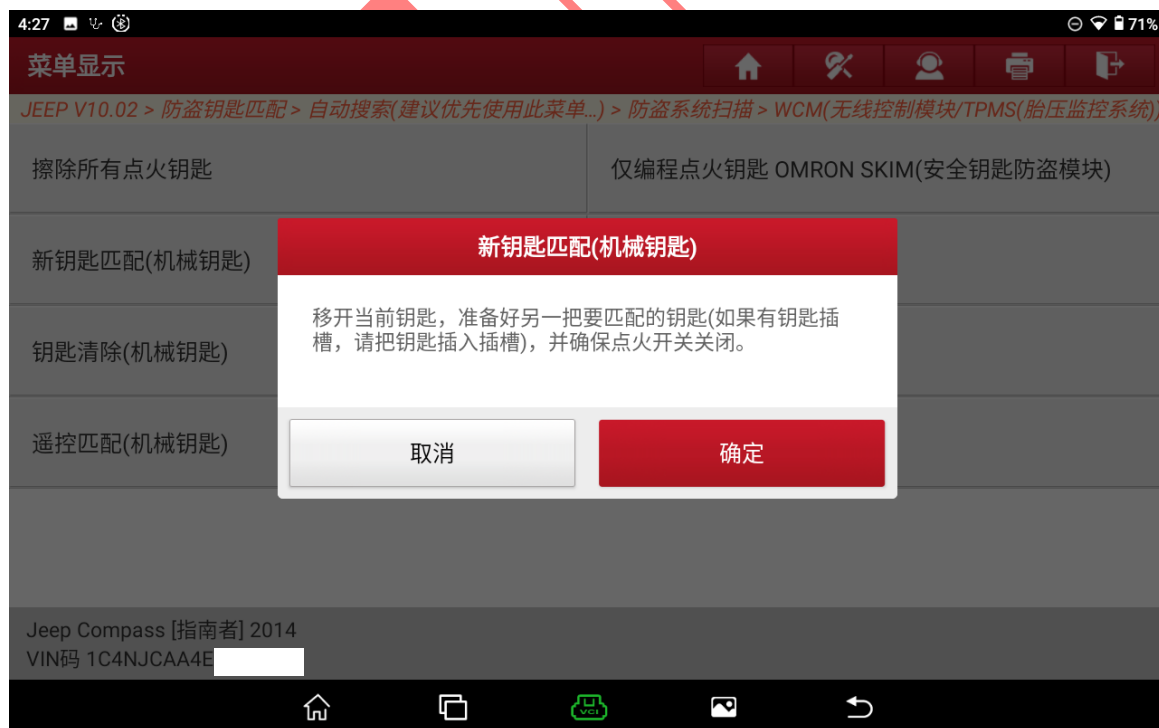 4:27
71%
菜单显示
JEEP V10.02 > 防盗钥匙匹配 > 自动搜索(建议优先使用此菜单...) > 防盗系统扫描 > WCM(无线控制模块/TPMS(胎压监控系统))
擦除所有点火钥匙
仅编程点火钥匙 OMRON SKIM(安全钥匙防盗模块)
新钥匙匹配(机械钥匙)
新钥匙匹配(机械钥匙)
移开当前钥匙，准备好另一把要匹配的钥匙(如果有钥匙插
槽，请把钥匙插入插槽)，并确保点火开关关闭。
钥匙清除(机械钥匙)
遥控匹配(机械钥匙)
取消
确定
Jeep Compass [指南者] 2014
VIN码 1C4NJCAA4E
VCI